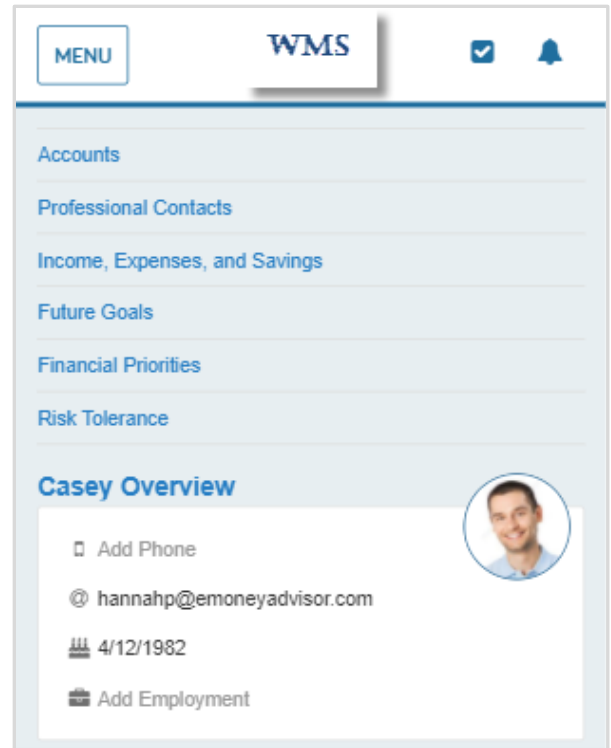 MENU
WMS
Accounts
Professional Contacts
Income, Expenses, and Savings
Future Goals
Financial Priorities
Risk Tolerance
Casey Overview
Add Phone
@ hannahp@emoneyadvisor.com
4/12/1982
Add Employment